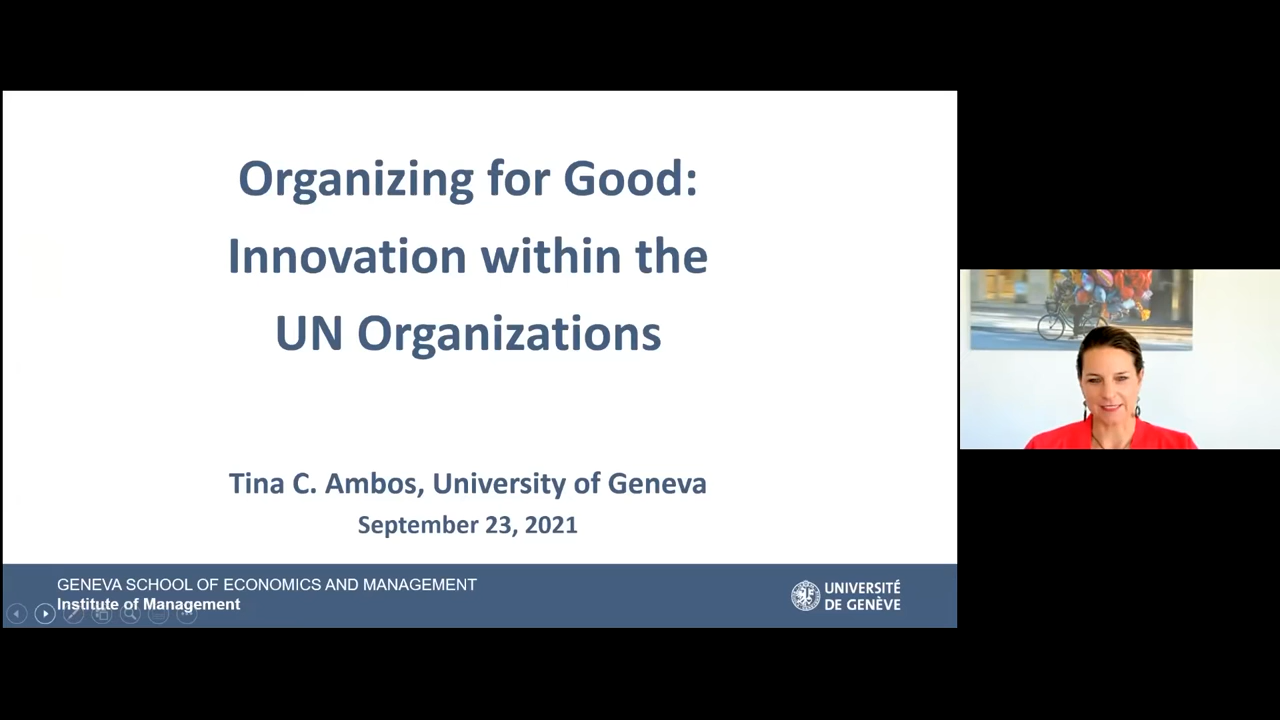 Organizing for Good:
Innovation within the
UN Organizations
Tina C. Ambos, University of Geneva
September 23, 2021
GENEVA SCHOOL OF ECONOMICS AND MANAGEMENT
Institute of Management
UNIVERSITÉ
DE GENÈVE